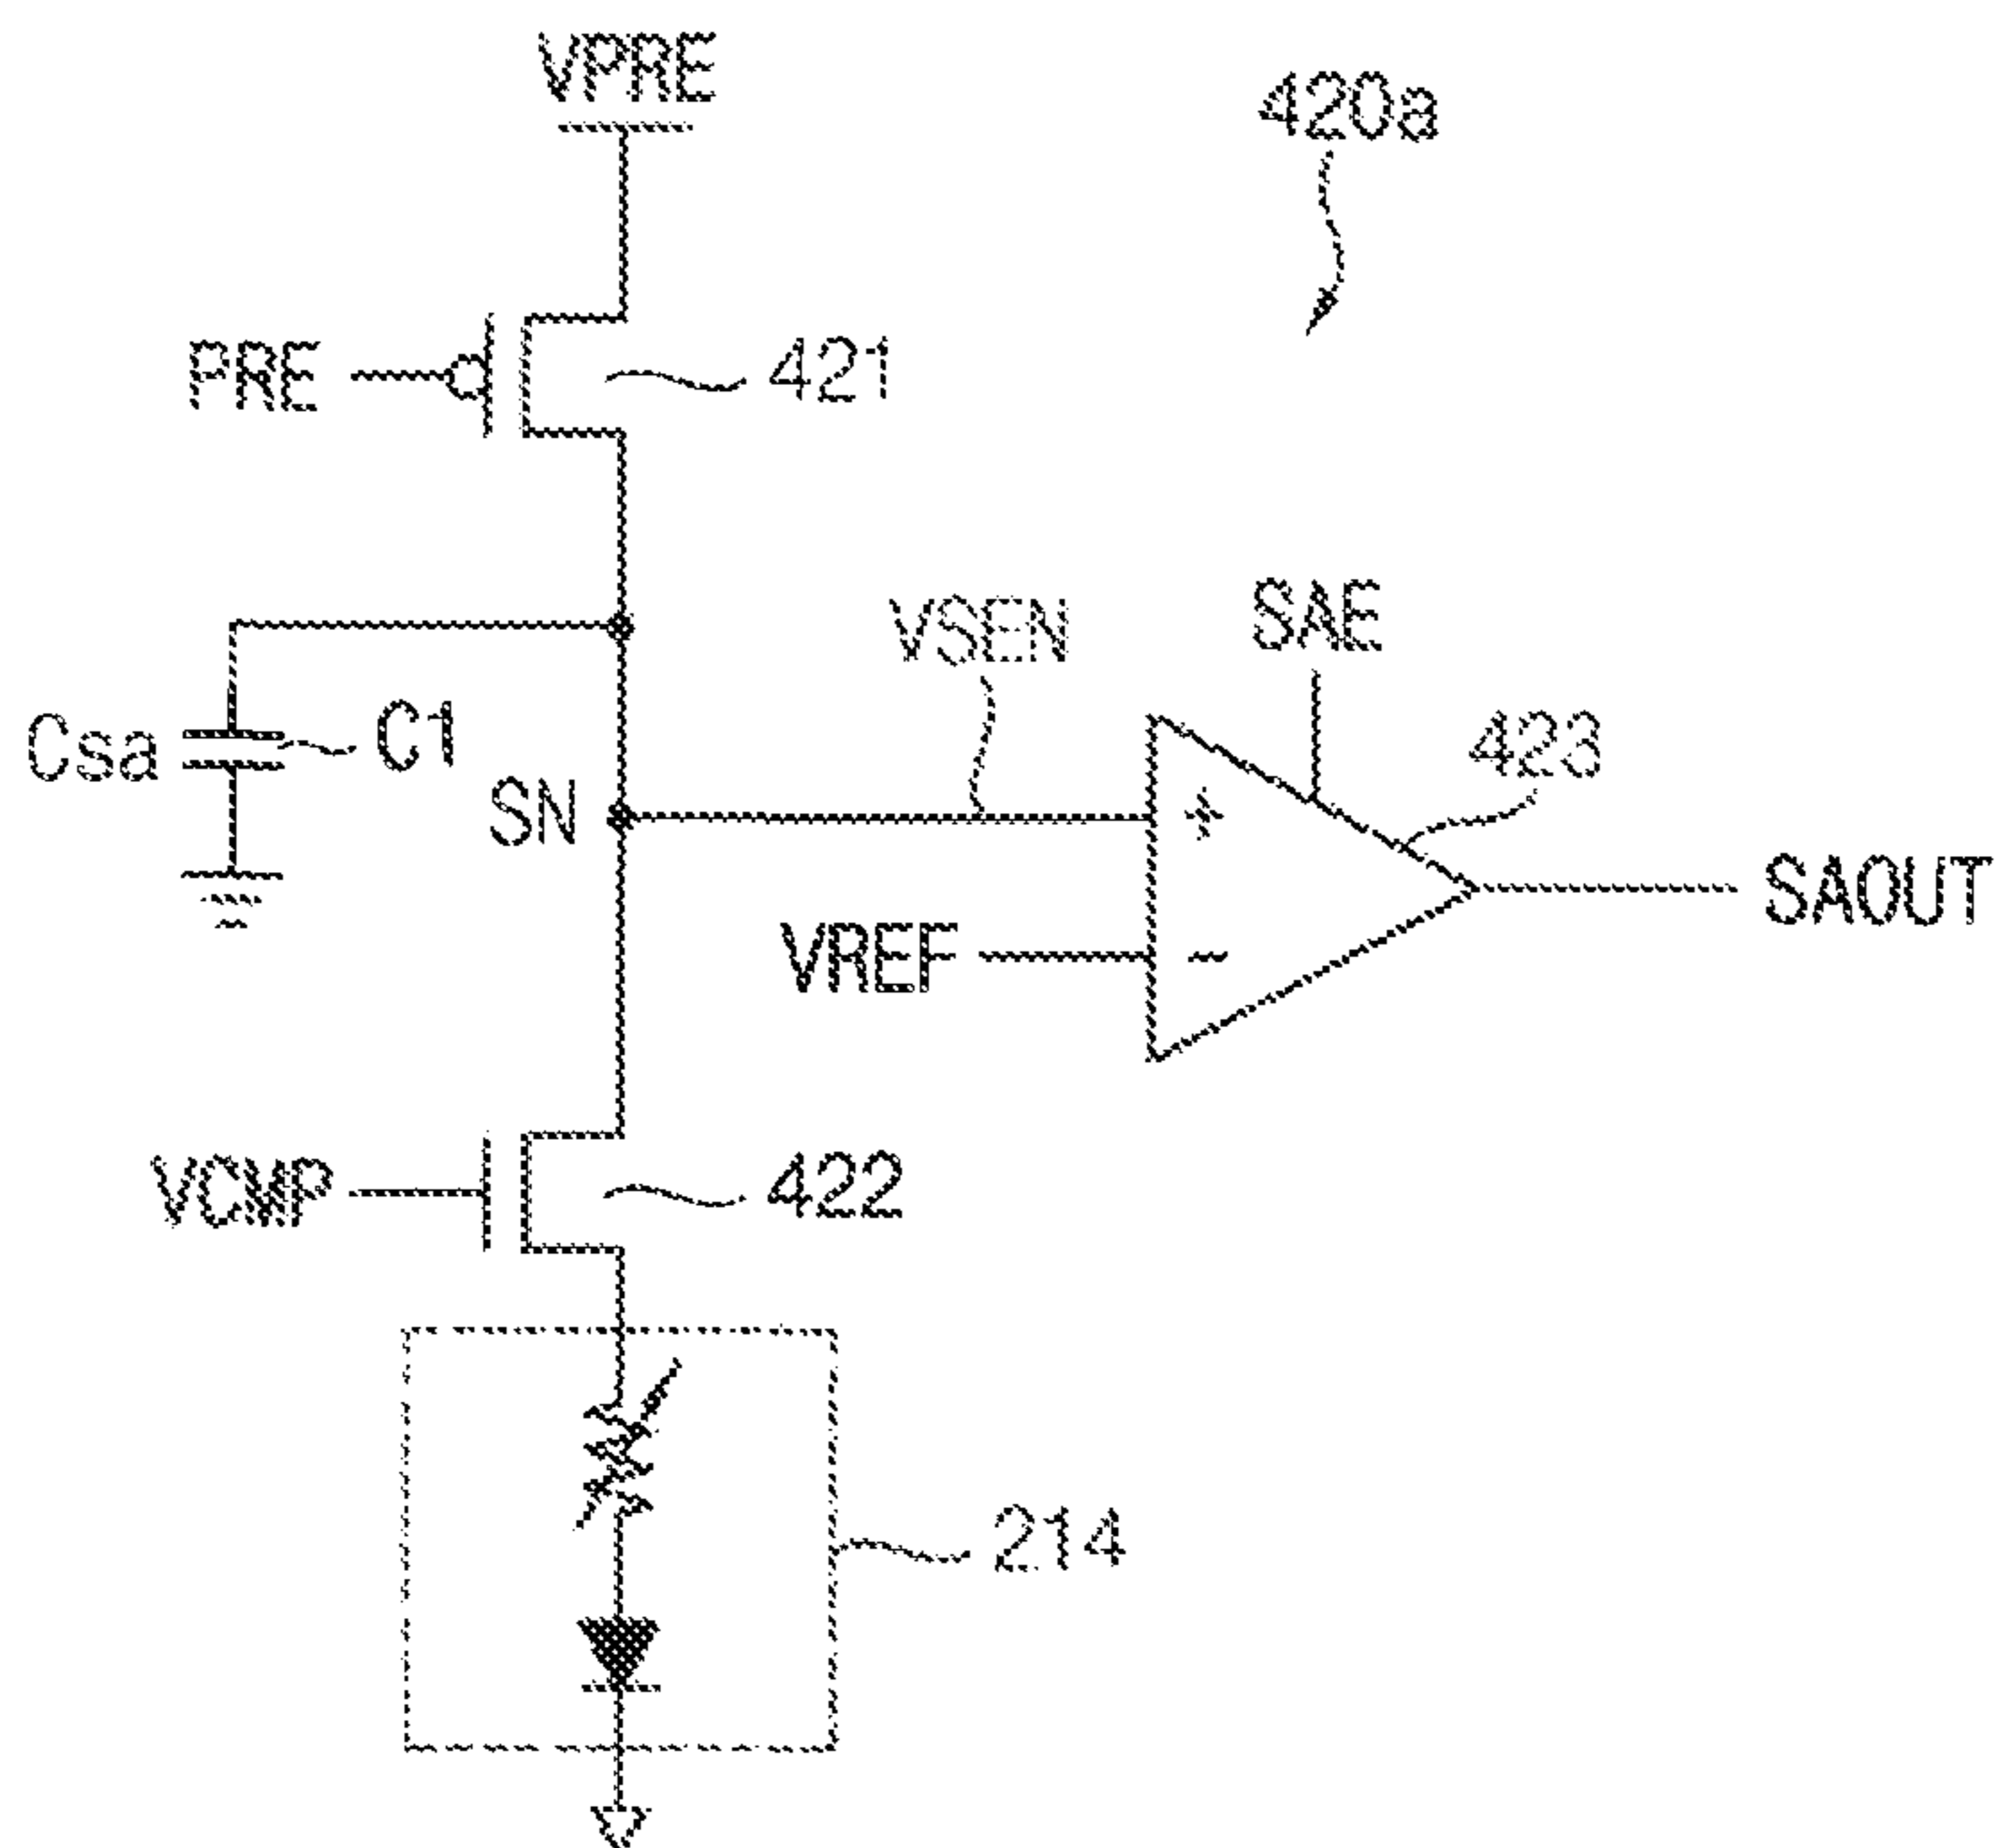 VPRE
420a
PRE
421
VSEN
SAE
Csa
C1
423
SN
SAOUT
VREF
VCMP
422
214